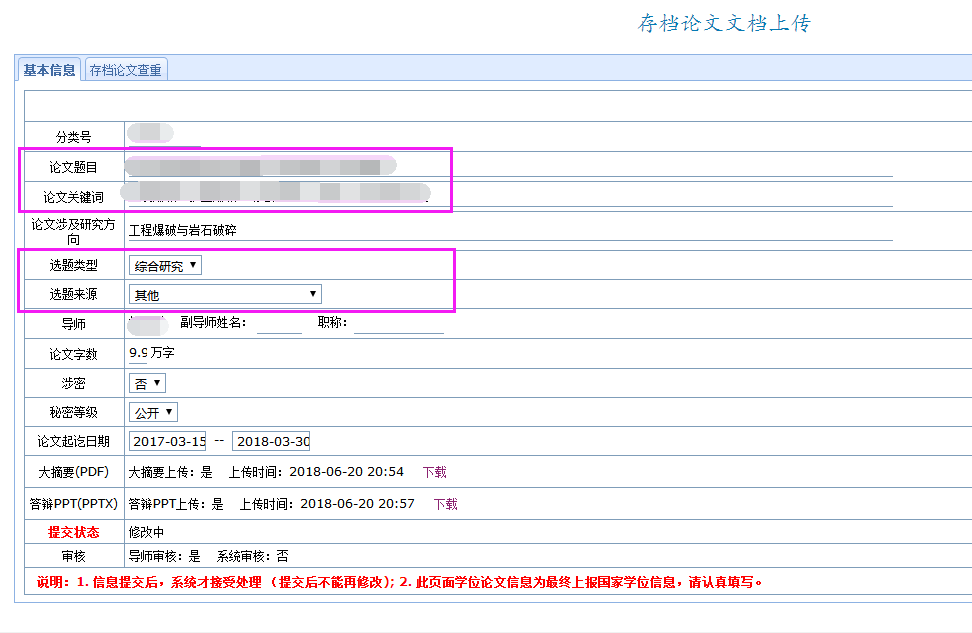 存档论文文档上传
基本信息 存档论文查重
分类号
论文题目
论文关键词
论文涉及研究方向 工程爆破与岩石破碎
选题类型 综合研究
选题来源 其他
导师 副导师姓名： 职称：
论文字数 9.9 万字
涉密 否
秘密等级 公开
论文起讫日期 2017-03-15 -- 2018-03-30
大摘要(PDF) 大摘要上传：是 上传时间：2018-06-20 20:54 下载
答辩PPT(PPTX) 答辩PPT上传：是 上传时间：2018-06-20 20:57 下载
提交状态 修改中
审核 导师审核：是 系统审核：否
说明：1. 信息提交后，系统才接受处理 （提交后不能再修改）；2. 此页面学位论文信息为最终上报国家学位信息，请认真填写。